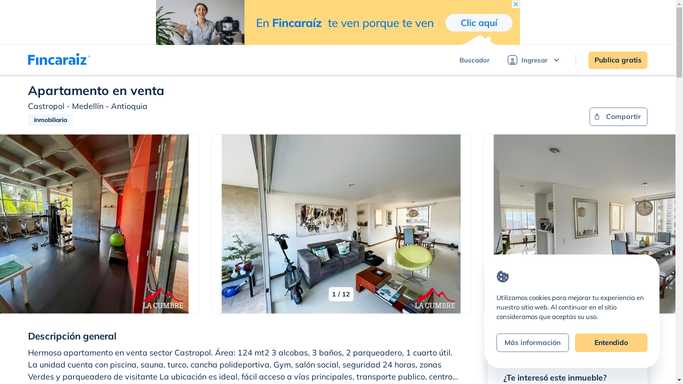 En Fincaraíz te ven porque te ven
Clic aquí
Fincaraiz
Buscador
Ingresar
Publica gratis
Apartamento en venta
Castropol - Medellín - Antioquia
Inmobiliaria
Compartir
LA CUMBRE
1 / 12
LA CUMBRE
Utilizamos cookies para mejorar tu experiencia en
nuestro sitio web. Al continuar en el sitio
consideramos que aceptas su uso.
Más información
Entendido
Descripción general
Hermoso apartamento en venta sector Castropol. Área: 124 mt2 3 alcobas, 3 baños, 2 parqueadero, 1 cuarto útil.
La unidad cuenta con piscina, sauna, turco, cancha polideportiva, Gym, salón social, seguridad 24 horas, zonas
Verdes y parqueadero de visitante La ubicación es ideal, fácil acceso a vías principales, transporte publico, centro...
¿Te interesó este inmueble?